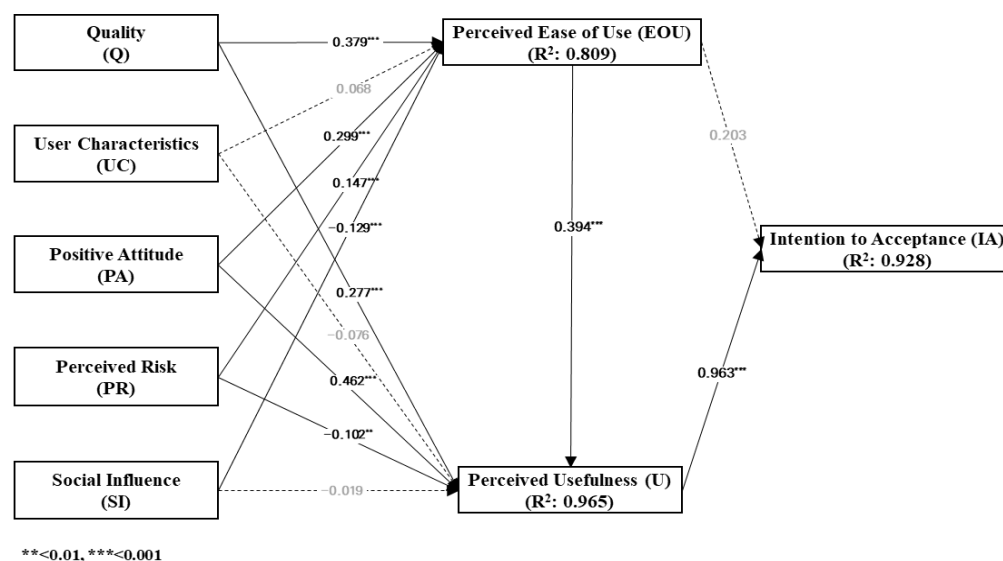 Quality
(Q)
User Characteristics
(UC)
Positive Attitude
(PA)
Perceived Risk
(PR)
Social Influence
(SI)
0.379***
0.068
0.299***
0.147***
−0.129***
0.277***
−0.076
0.462***
−0.102**
−0.019
Perceived Ease of Use (EOU)
(R²: 0.809)
0.394***
Perceived Usefulness (U)
(R²: 0.965)
0.203
0.963***
Intention to Acceptance (IA)
(R²: 0.928)
**<0.01, ***<0.001